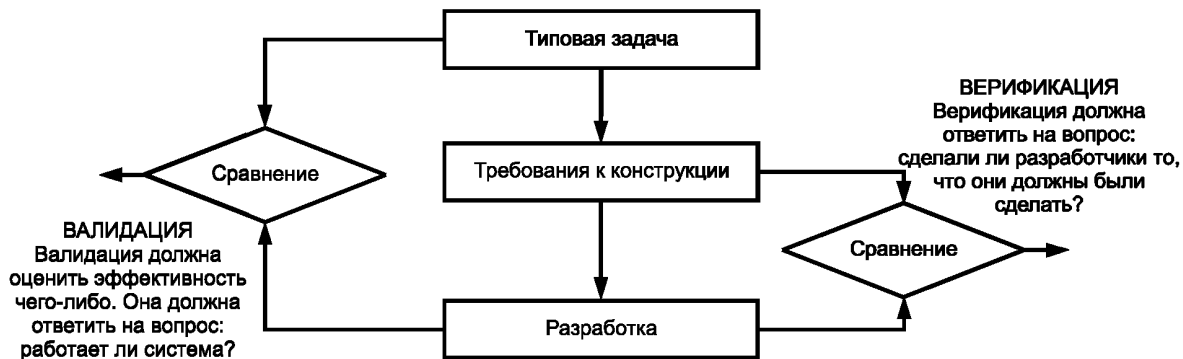 Типовая задача
ВЕРИФИКАЦИЯ
Верификация должна
ответить на вопрос:
сделали ли разработчики то,
что они должны были
сделать?
Сравнение
Требования к конструкции
Сравнение
ВАЛИДАЦИЯ
Валидация должна
оценить эффективность
чего-либо. Она должна
ответить на вопрос:
работает ли система?
Разработка